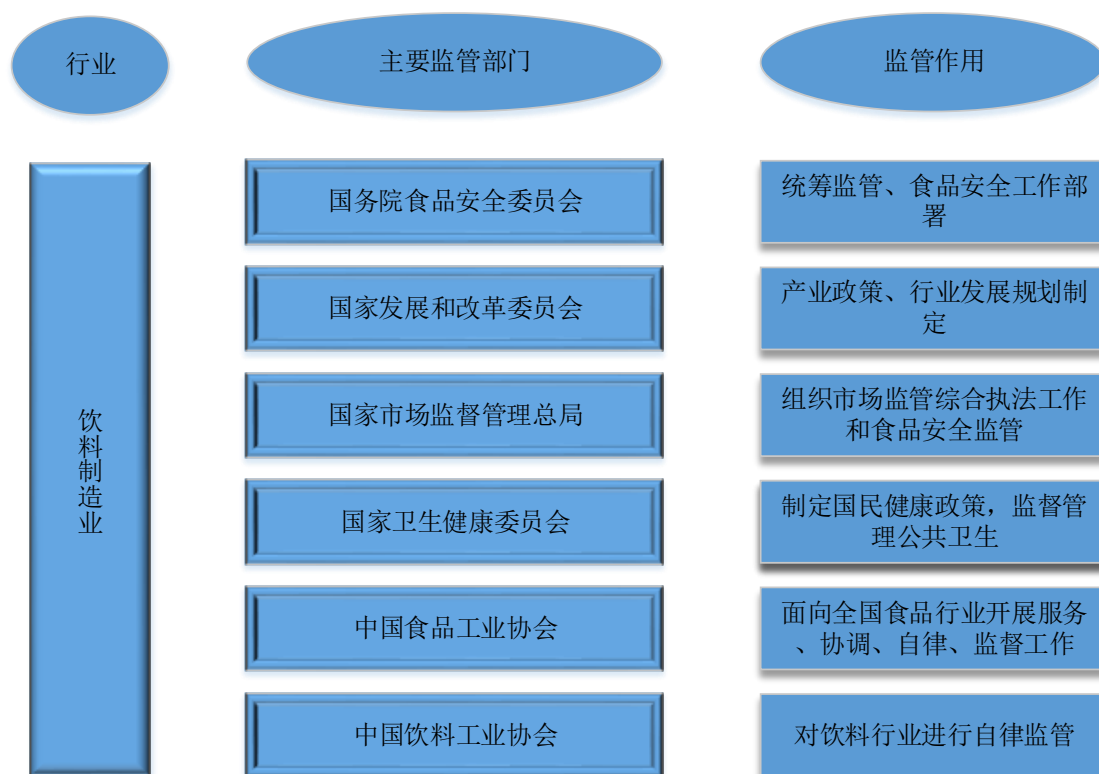 行业
主要监管部门
监管作用
饮料制造业
国务院食品安全委员会
统筹监管、食品安全工作部
署
国家发展和改革委员会
产业政策、行业发展规划制
定
国家市场监督管理总局
组织市场监管综合执法工作
和食品安全监管
国家卫生健康委员会
制定国民健康政策，监督管
理公共卫生
中国食品工业协会
面向全国食品行业开展服务
、协调、自律、监督工作
中国饮料工业协会
对饮料行业进行自律监管